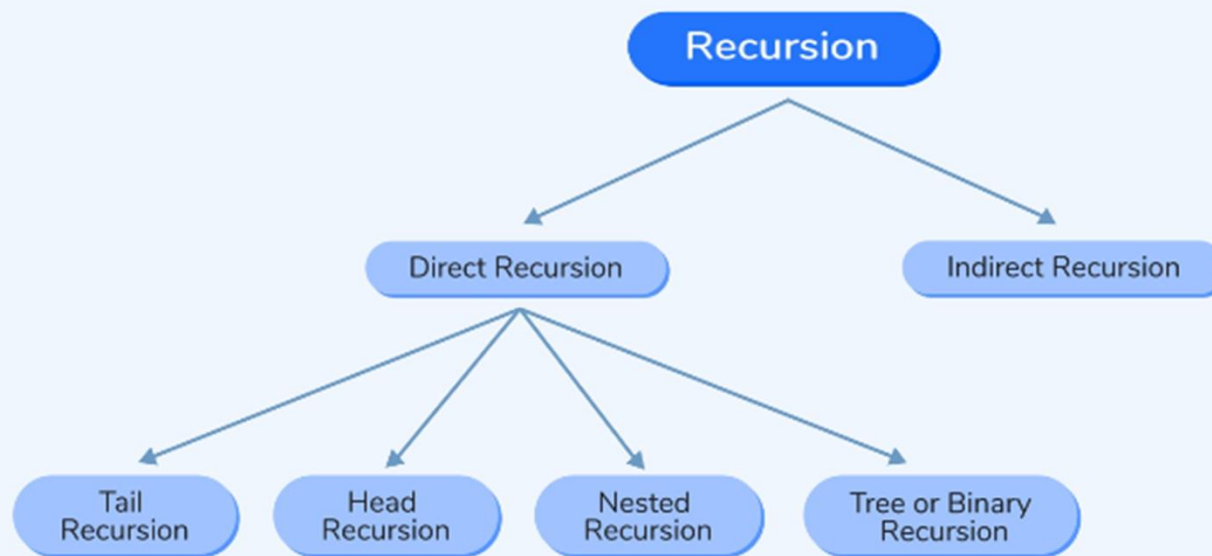 Recursion
Direct Recursion
Indirect Recursion
Tail
Recursion
Head
Recursion
Nested
Recursion
Tree or Binary
Recursion